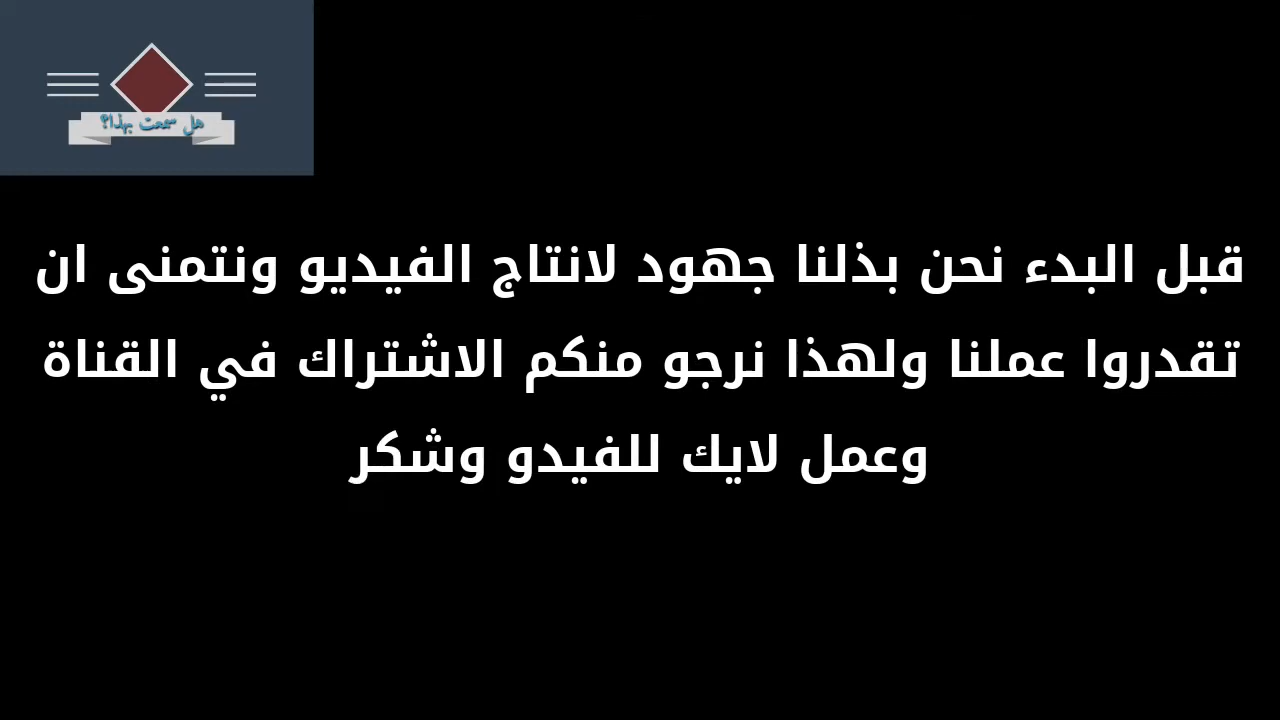 هل سمعت بهذا؟
قبل البدء نحن بذلنا جهود لانتاج الفيديو ونتمنى ان
تقدروا عملنا ولهذا نرجو منكم الاشتراك في القناة
وعمل لايك للفيدو وشكر